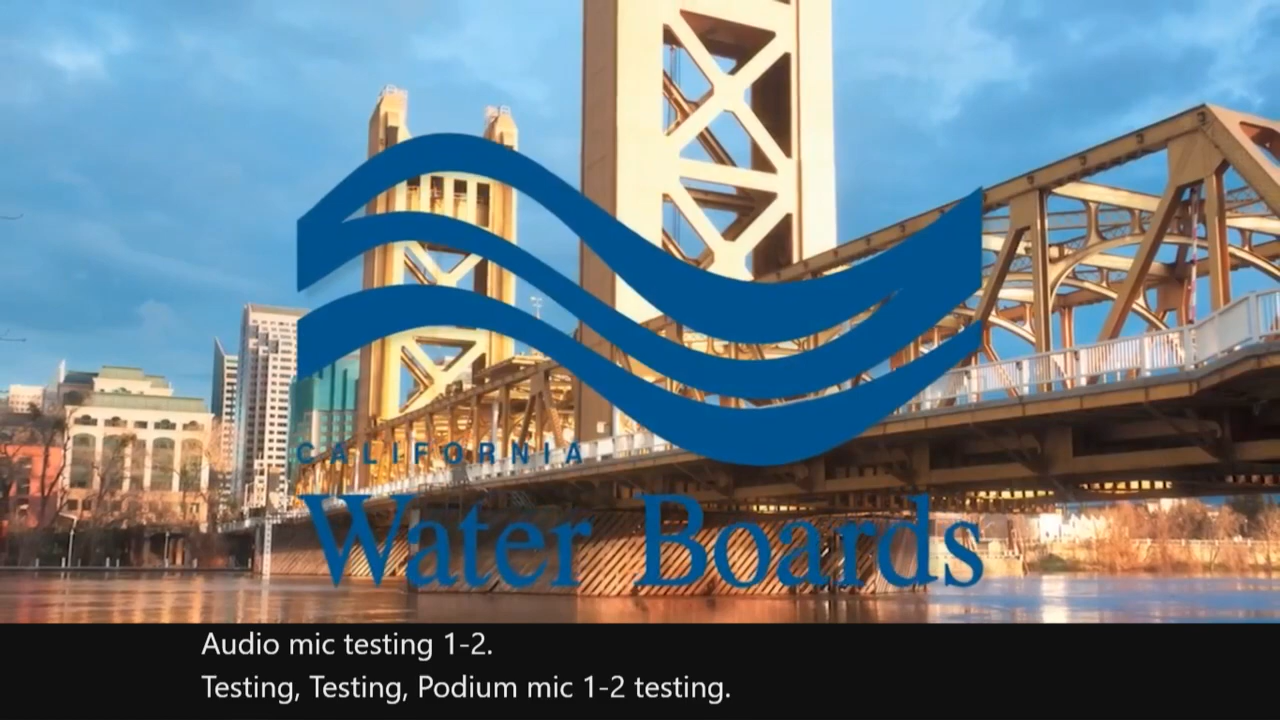 CALIFORNIA
Water Boards
Audio mic testing 1-2.
Testing, Testing, Podium mic 1-2 testing.